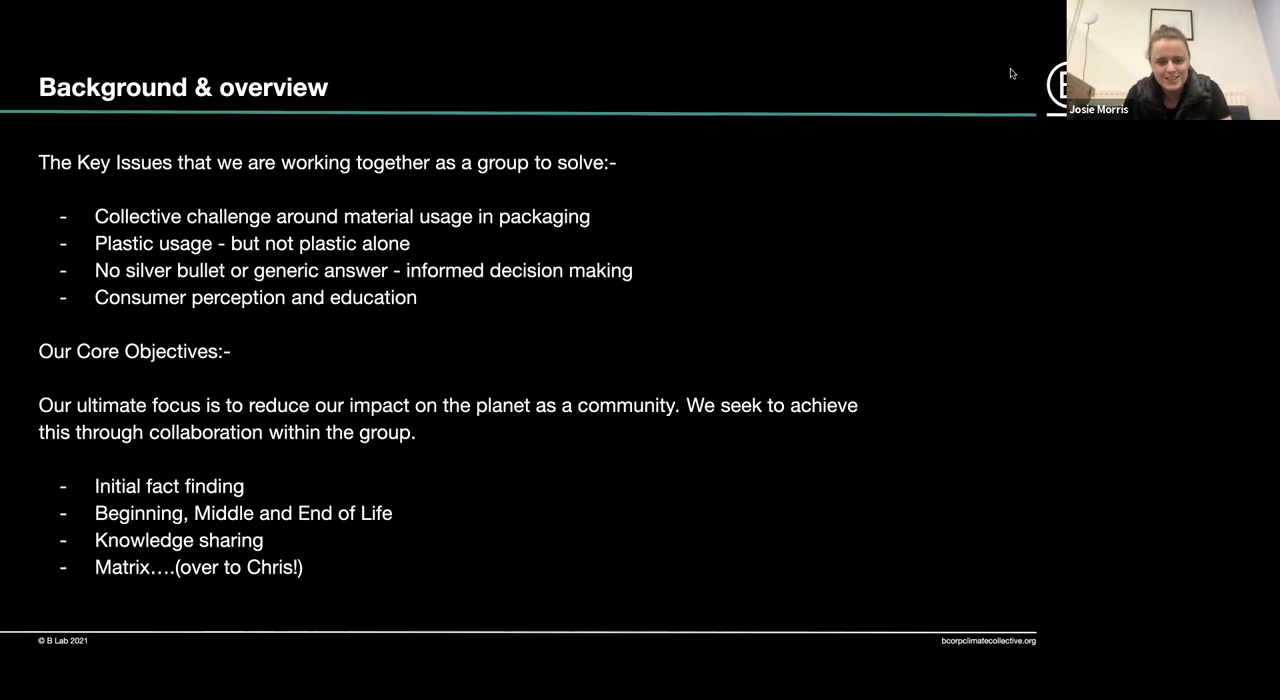 Background & overview
Josie Morris
The Key Issues that we are working together as a group to solve:-
- Collective challenge around material usage in packaging
- Plastic usage - but not plastic alone
- No silver bullet or generic answer - informed decision making
- Consumer perception and education
Our Core Objectives:-
Our ultimate focus is to reduce our impact on the planet as a community. We seek to achieve
this through collaboration within the group.
- Initial fact finding
- Beginning, Middle and End of Life
- Knowledge sharing
- Matrix....(over to Chris!)
© B Lab 2021
bcorpclimatecollective.org